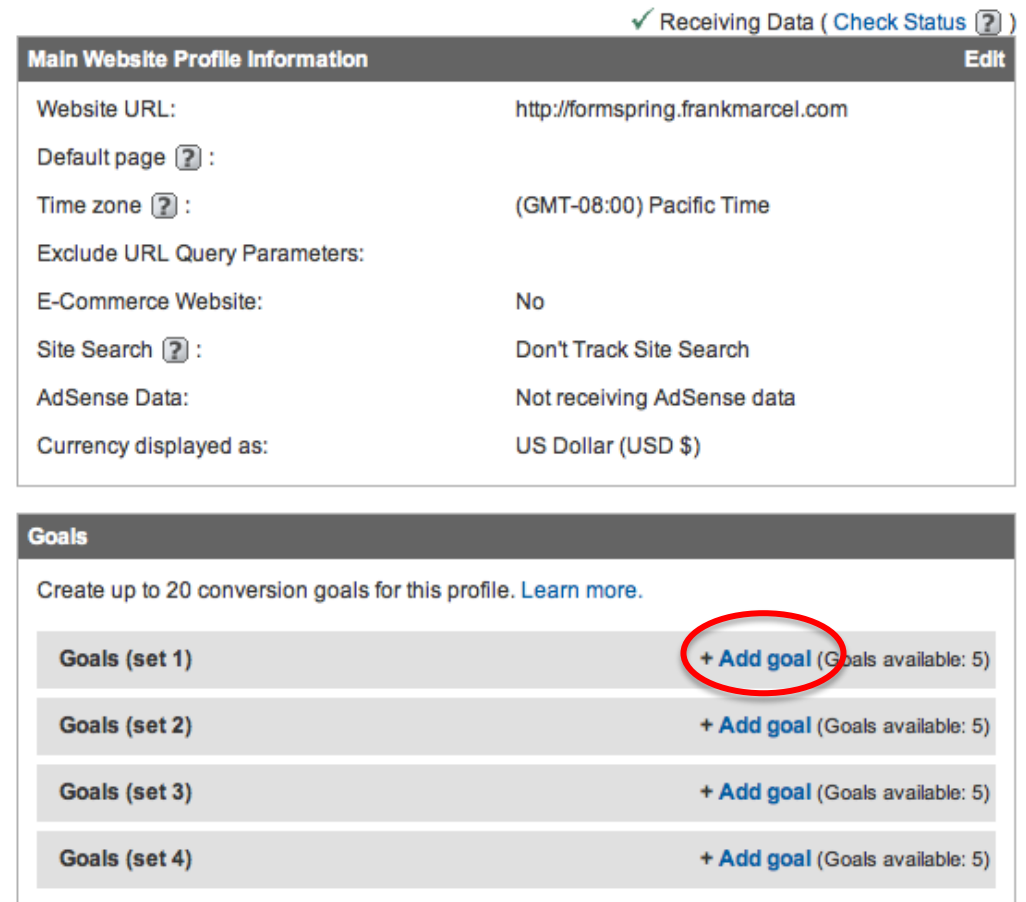 ✓ Receiving Data ( Check Status ? )
Main Website Profile Information Edit
Website URL: http://formspring.frankmarcel.com
Default page ? :
Time zone ? : (GMT-08:00) Pacific Time
Exclude URL Query Parameters:
E-Commerce Website: No
Site Search ? : Don't Track Site Search
AdSense Data: Not receiving AdSense data
Currency displayed as: US Dollar (USD $)
Goals
Create up to 20 conversion goals for this profile. Learn more.
Goals (set 1) + Add goal (Goals available: 5)
Goals (set 2) + Add goal (Goals available: 5)
Goals (set 3) + Add goal (Goals available: 5)
Goals (set 4) + Add goal (Goals available: 5)